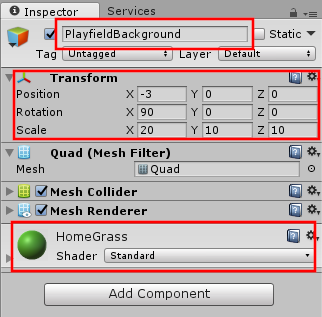 Inspector Services
PlayfieldBackground Static
Tag Untagged Layer Default
Transform
Position X -3 Y 0 Z 0
Rotation X 90 Y 0 Z 0
Scale X 20 Y 10 Z 10
Quad (Mesh Filter)
Mesh Quad
Mesh Collider
Mesh Renderer
HomeGrass
Shader Standard
Add Component